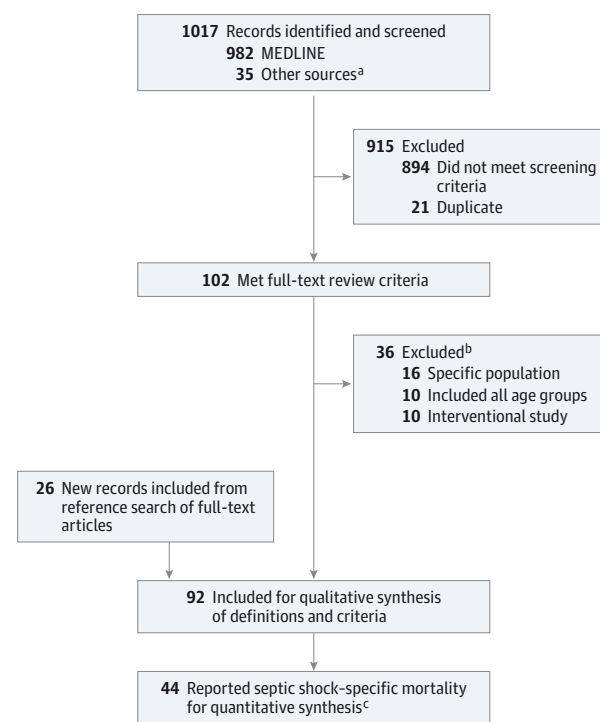 1017 Records identified and screened
982 MEDLINE
35 Other sourcesᵃ
915 Excluded
894 Did not meet screening
criteria
21 Duplicate
102 Met full-text review criteria
36 Excludedᵇ
16 Specific population
10 Included all age groups
10 Interventional study
26 New records included from
reference search of full-text
articles
92 Included for qualitative synthesis
of definitions and criteria
44 Reported septic shock-specific mortality
for quantitative synthesisᶜ